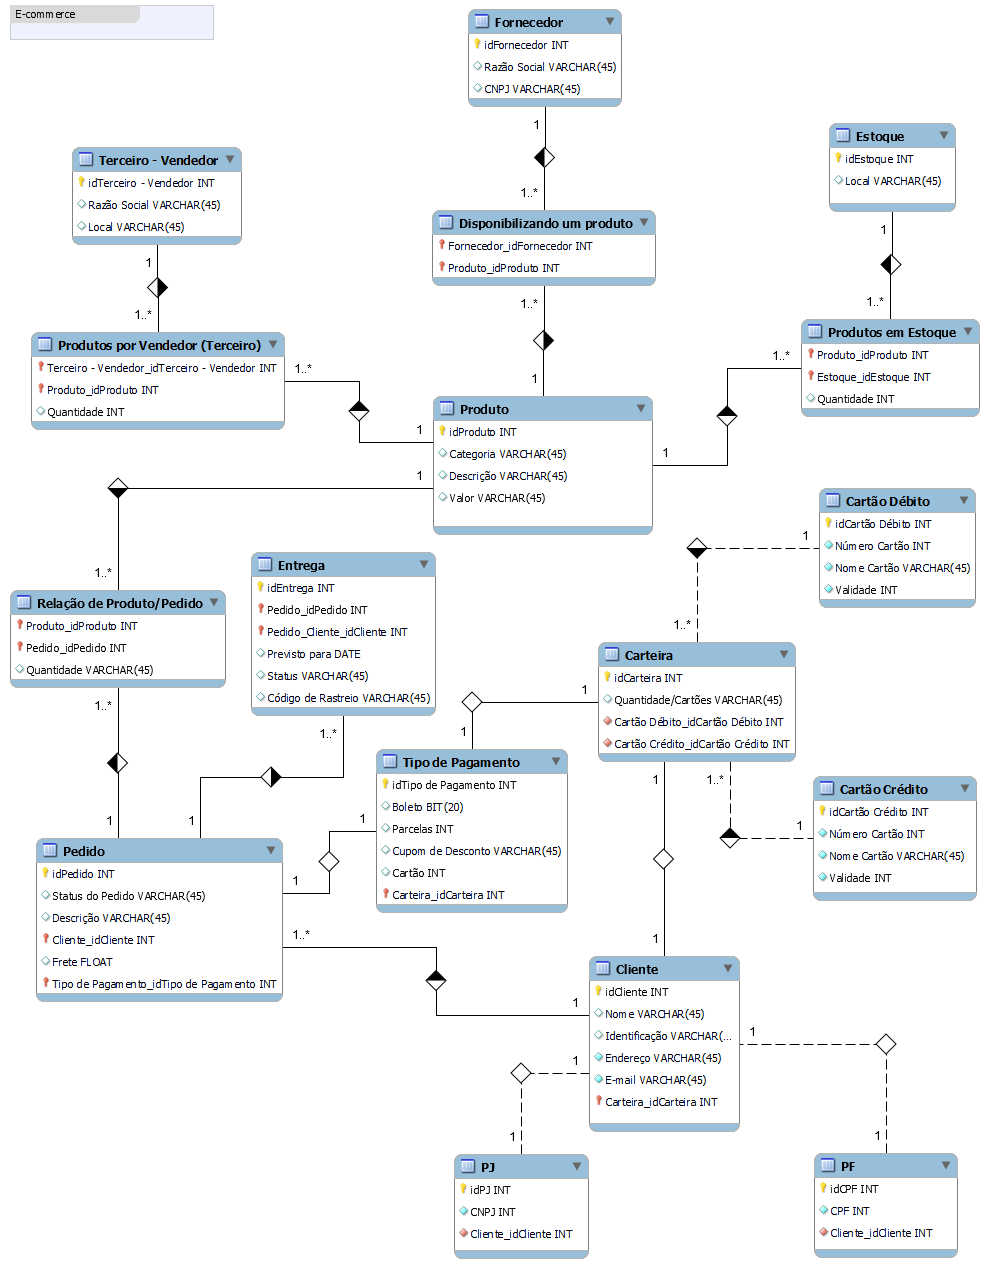 E-commerce
Fornecedor
idFornecedor INT
Razão Social VARCHAR(45)
CNPJ VARCHAR(45)
1
1..*
Estoque
idEstoque INT
Local VARCHAR(45)
1
1..*
Terceiro - Vendedor
idTerceiro - Vendedor INT
Razão Social VARCHAR(45)
Local VARCHAR(45)
1
1..*
Disponibilizando um produto
Fornecedor_idFornecedor INT
Produto_idProduto INT
1..*
1
Produtos por Vendedor (Terceiro)
Terceiro - Vendedor_idTerceiro - Vendedor INT
Produto_idProduto INT
Quantidade INT
1..*
1
Produtos em Estoque
Produto_idProduto INT
Estoque_idEstoque INT
Quantidade INT
1..*
1
Produto
idProduto INT
Categoria VARCHAR(45)
Descrição VARCHAR(45)
Valor VARCHAR(45)
1
1..*
Cartão Débito
idCartão Débito INT
Número Cartão INT
Nome Cartão VARCHAR(45)
Validade INT
1
1..*
Entrega
idEntrega INT
Pedido_idPedido INT
Pedido_Cliente_idCliente INT
Previsto para DATE
Status VARCHAR(45)
Código de Rastreio VARCHAR(45)
1..*
1
Relação de Produto/Pedido
Produto_idProduto INT
Pedido_idPedido INT
Quantidade VARCHAR(45)
1..*
1
Carteira
idCarteira INT
Quantidade/Cartões VARCHAR(45)
Cartão Débito_idCartão Débito INT
Cartão Crédito_idCartão Crédito INT
1
1
1
1..*
1
Tipo de Pagamento
idTipo de Pagamento INT
Boleto BIT(20)
Parcelas INT
Cupom de Desconto VARCHAR(45)
Cartão INT
Carteira_idCarteira INT
1
1
Cartão Crédito
idCartão Crédito INT
Número Cartão INT
Nome Cartão VARCHAR(45)
Validade INT
Pedido
idPedido INT
Status do Pedido VARCHAR(45)
Descrição VARCHAR(45)
Cliente_idCliente INT
Frete FLOAT
Tipo de Pagamento_idTipo de Pagamento INT
1..*
1
1
Cliente
idCliente INT
Nome VARCHAR(45)
Identificação VARCHAR(...
Endereço VARCHAR(45)
E-mail VARCHAR(45)
Carteira_idCarteira INT
1
1
1
1
PJ
idPJ INT
CNPJ INT
Cliente_idCliente INT
PF
idCPF INT
CPF INT
Cliente_idCliente INT